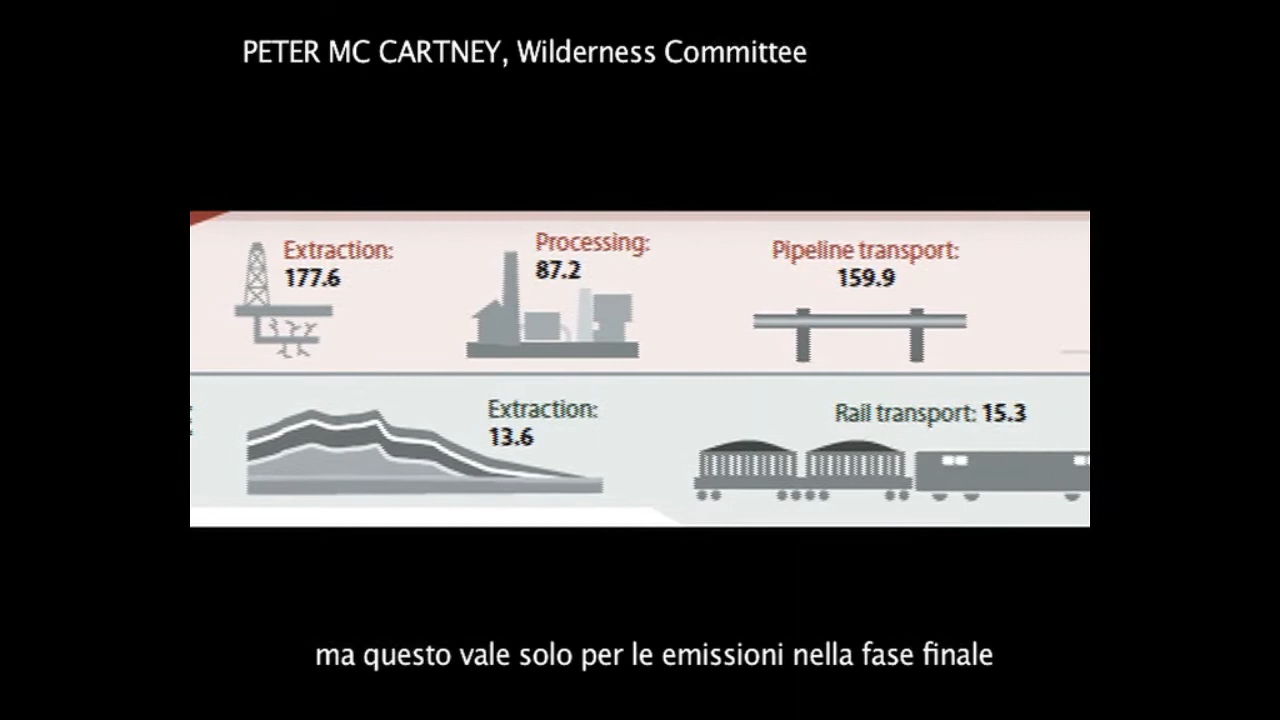 PETER MC CARTNEY, Wilderness Committee
Extraction:
177.6
Processing:
87.2
Pipeline transport:
159.9
Extraction:
13.6
Rail transport: 15.3
ma questo vale solo per le emissioni nella fase finale